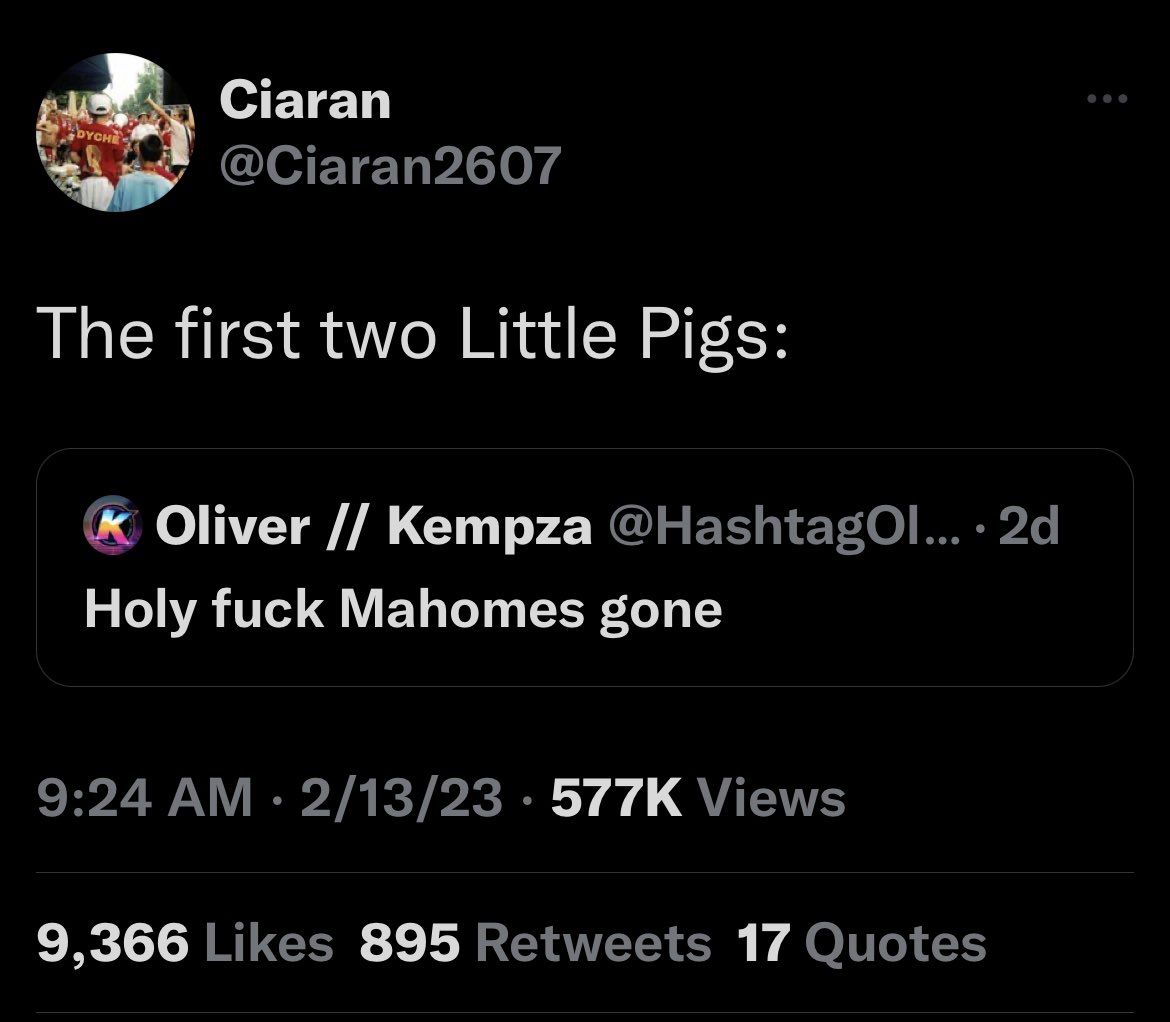 Ciaran
@Ciaran2607
DYCHE
The first two Little Pigs:
K Oliver // Kempza @HashtagOl... · 2d
Holy fuck Mahomes gone
9:24 AM · 2/13/23 · 577K Views
9,366 Likes 895 Retweets 17 Quotes